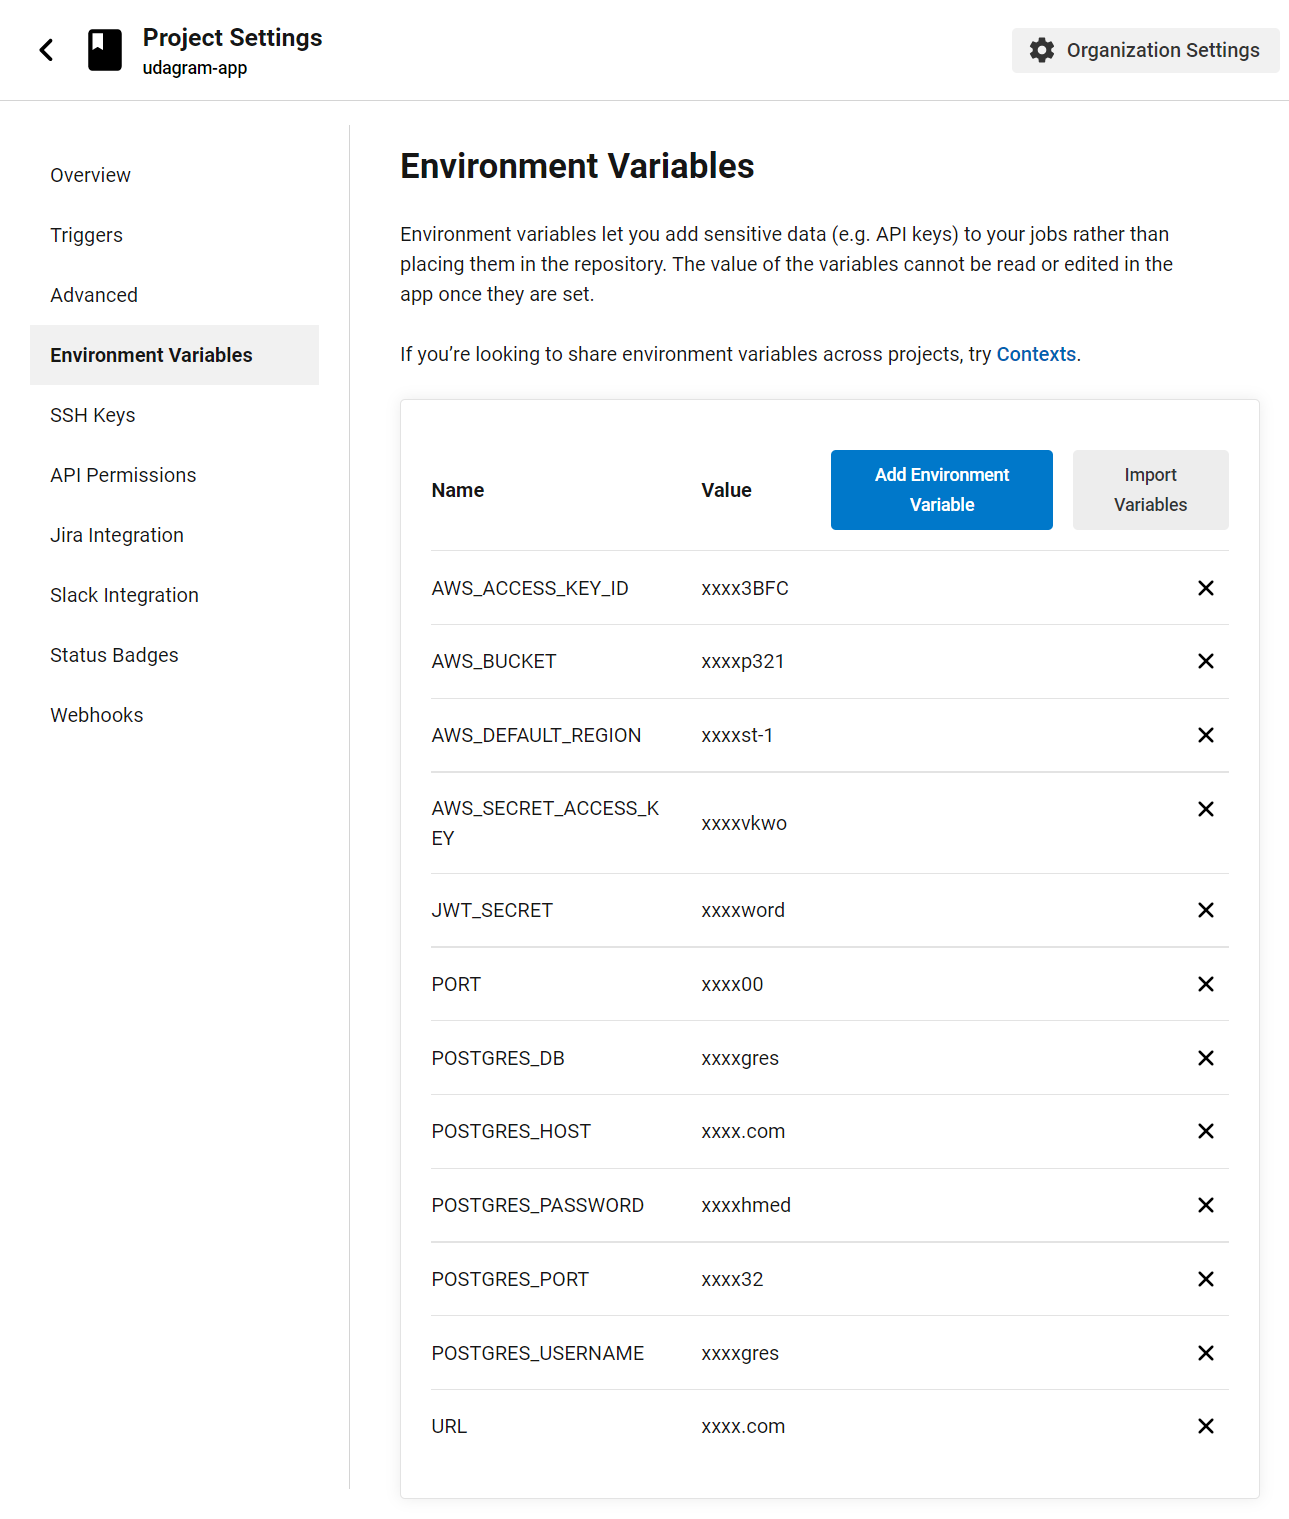 Project Settings
udagram-app
Organization Settings
Overview
Triggers
Advanced
Environment Variables
SSH Keys
API Permissions
Jira Integration
Slack Integration
Status Badges
Webhooks
Environment Variables
Environment variables let you add sensitive data (e.g. API keys) to your jobs rather than
placing them in the repository. The value of the variables cannot be read or edited in the
app once they are set.
If you’re looking to share environment variables across projects, try Contexts.
Name Value Add Environment
Variable Import
Variables
AWS_ACCESS_KEY_ID xxxx3BFC
AWS_BUCKET xxxxp321
AWS_DEFAULT_REGION xxxxst-1
AWS_SECRET_ACCESS_K
EY xxxxvkwo
JWT_SECRET xxxxword
PORT xxxx00
POSTGRES_DB xxxxgres
POSTGRES_HOST xxxx.com
POSTGRES_PASSWORD xxxxhmed
POSTGRES_PORT xxxx32
POSTGRES_USERNAME xxxxgres
URL xxxx.com